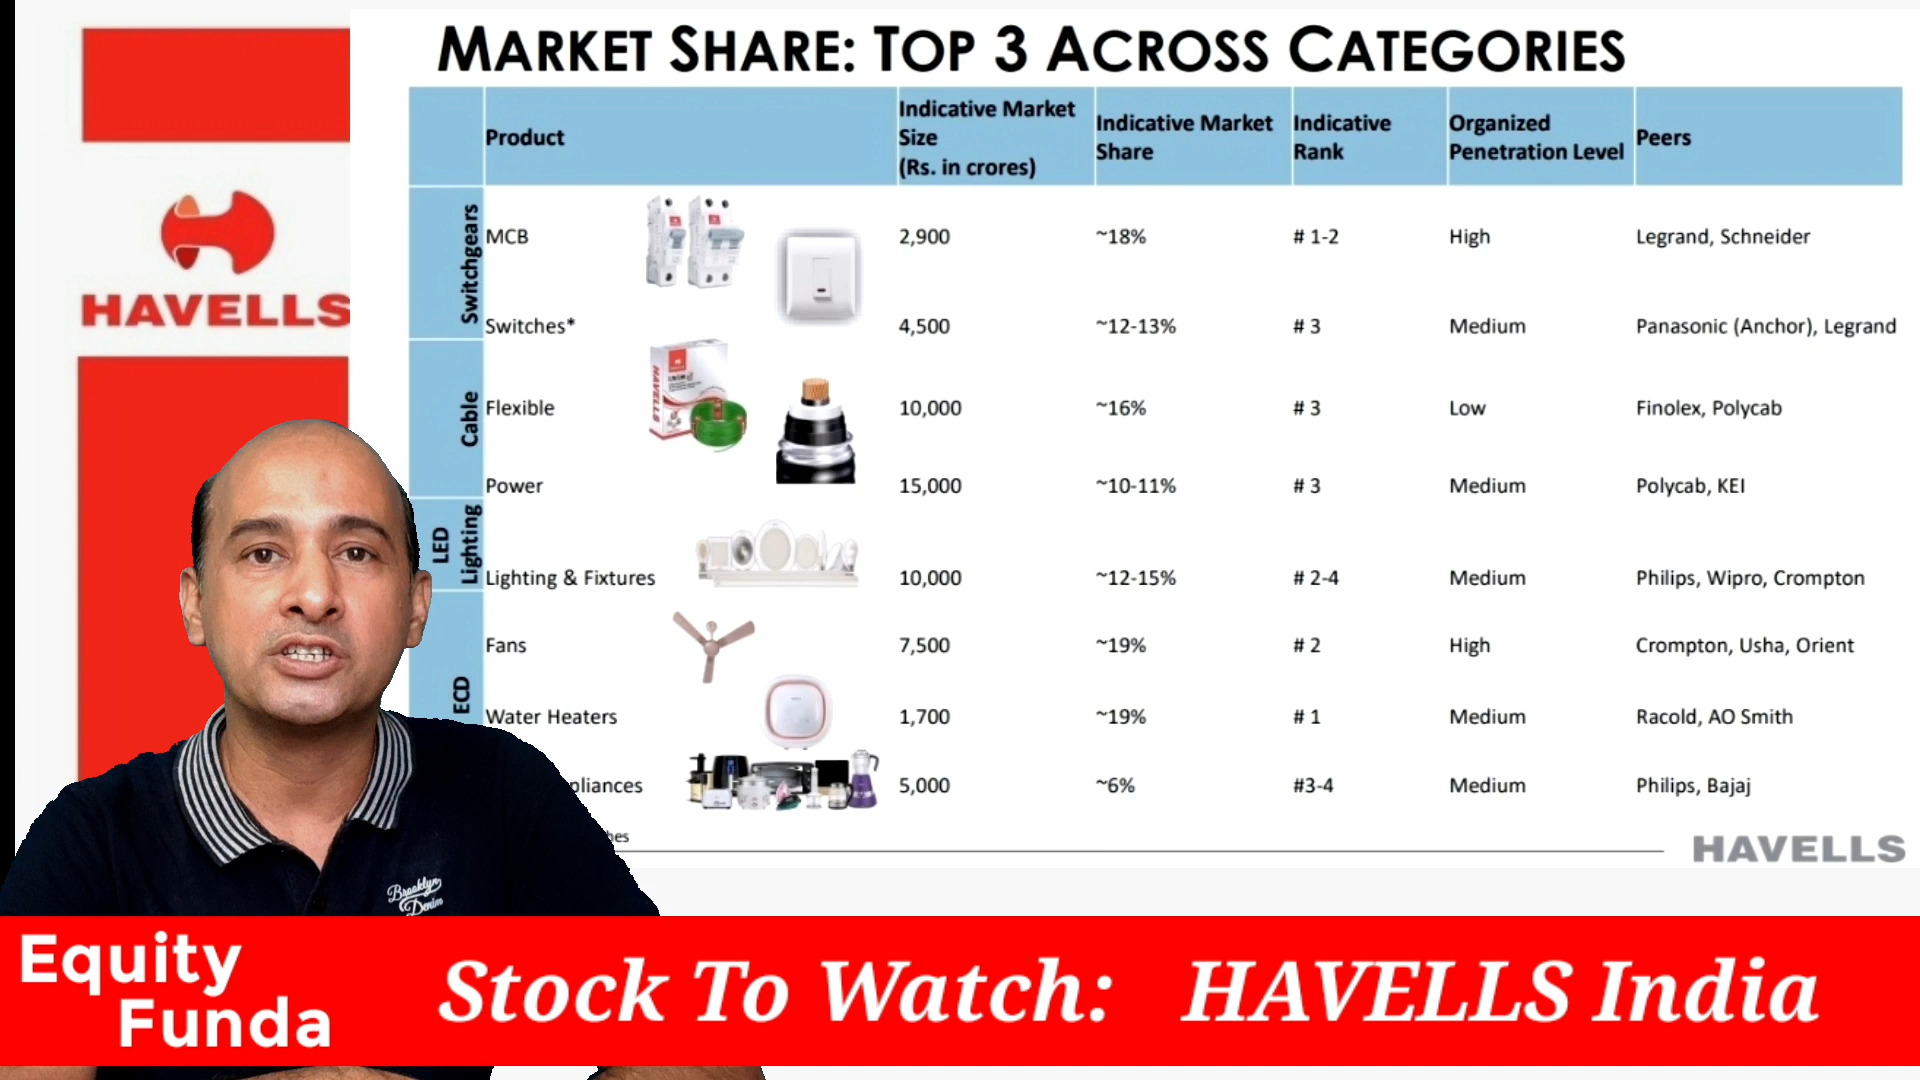 MARKET SHARE: TOP 3 ACROSS CATEGORIES
HAVELLS
Product
Indicative Market Size (Rs. in crores)
Indicative Market Share
Indicative Rank
Organized Penetration Level
Peers
Switchgears
MCB 2,900 ~18% # 1-2 High Legrand, Schneider
Switches* 4,500 ~12-13% # 3 Medium Panasonic (Anchor), Legrand
Cable
HAVELLS
Flexible 10,000 ~16% # 3 Low Finolex, Polycab
Power 15,000 ~10-11% # 3 Medium Polycab, KEI
LED Lighting
Lighting & Fixtures 10,000 ~12-15% # 2-4 Medium Philips, Wipro, Crompton
ECD
Fans 7,500 ~19% # 2 High Crompton, Usha, Orient
Water Heaters 1,700 ~19% # 1 Medium Racold, AO Smith
pliances 5,000 ~6% #3-4 Medium Philips, Bajaj
hes
HAVELLS
Brooklyn
Denim
Equity
Funda
Stock To Watch: HAVELLS India